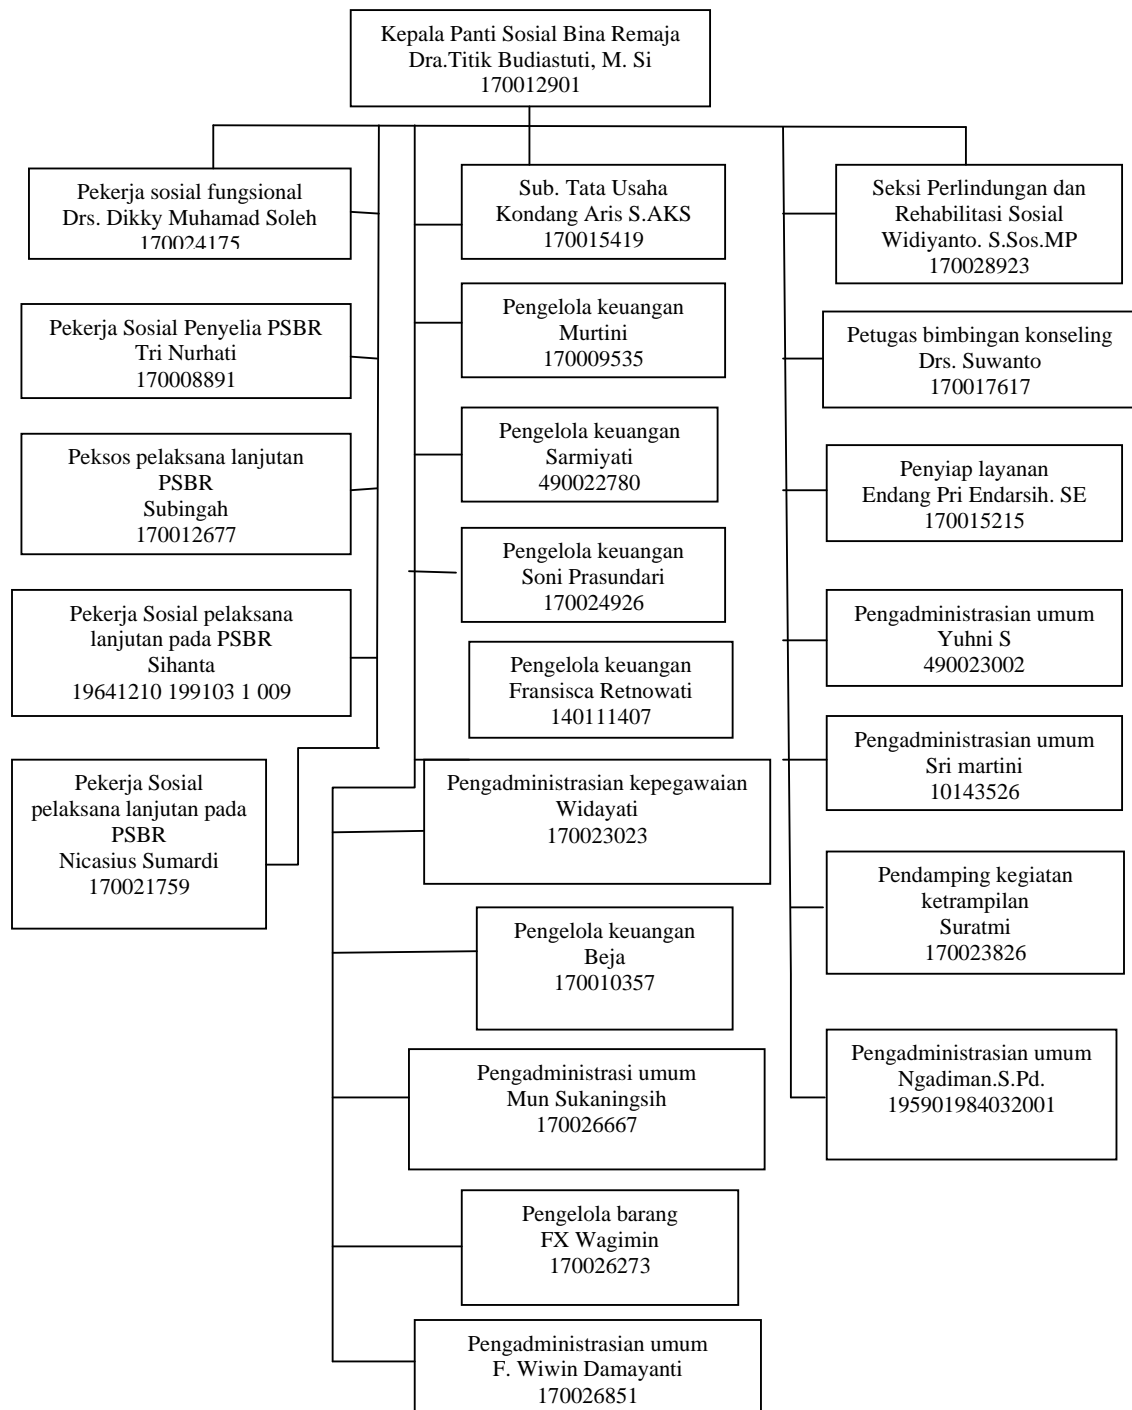 Kepala Panti Sosial Bina Remaja
Dra.Titik Budiastuti, M. Si
170012901
Pekerja sosial fungsional
Drs. Dikky Muhamad Soleh
170024175
Pekerja Sosial Penyelia PSBR
Tri Nurhati
170008891
Peksos pelaksana lanjutan
PSBR
Subingah
170012677
Pekerja Sosial pelaksana
lanjutan pada PSBR
Sihanta
19641210 199103 1 009
Pekerja Sosial
pelaksana lanjutan pada
PSBR
Nicasius Sumardi
170021759
Sub. Tata Usaha
Kondang Aris S.AKS
170015419
Pengelola keuangan
Murtini
170009535
Pengelola keuangan
Sarmiyati
490022780
Pengelola keuangan
Soni Prasundari
170024926
Pengelola keuangan
Fransisca Retnowati
140111407
Pengadministrasian kepegawaian
Widayati
170023023
Pengelola keuangan
Beja
170010357
Pengadministrasi umum
Mun Sukaningsih
170026667
Pengelola barang
FX Wagimin
170026273
Pengadministrasian umum
F. Wiwin Damayanti
170026851
Seksi Perlindungan dan
Rehabilitasi Sosial
Widiyanto. S.Sos.MP
170028923
Petugas bimbingan konseling
Drs. Suwanto
170017617
Penyiap layanan
Endang Pri Endarsih. SE
170015215
Pengadministrasian umum
Yuhni S
490023002
Pengadministrasian umum
Sri martini
10143526
Pendamping kegiatan
ketrampilan
Suratmi
170023826
Pengadministrasian umum
Ngadiman.S.Pd.
195901984032001